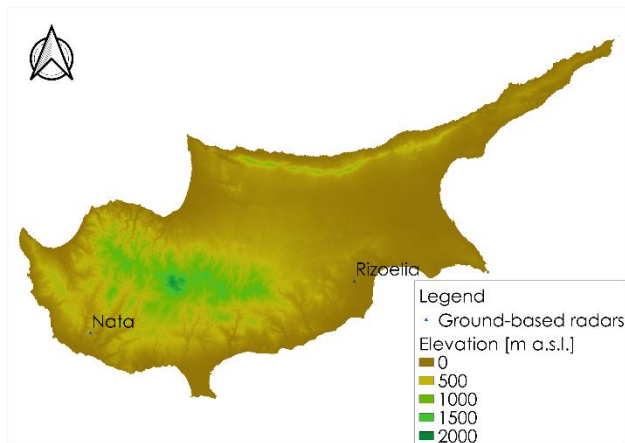 Rizoelia
Nata
Legend
Ground-based radars
Elevation [m a.s.l.]
0
500
1000
1500
2000